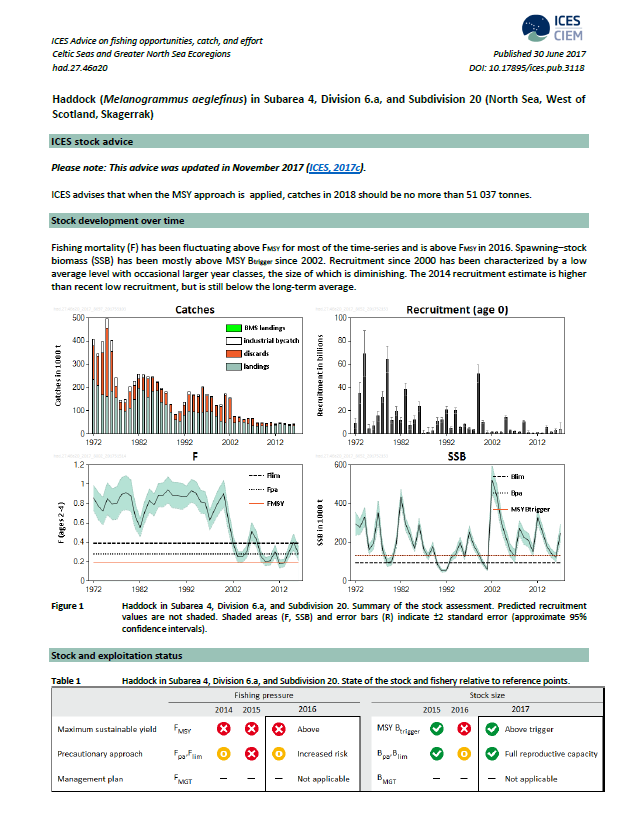 ICES
CIEM
ICES Advice on fishing opportunities, catch, and effort
Celtic Seas and Greater North Sea Ecoregions
Published 30 June 2017
had.27.46a20
DOI: 10.17895/ices.pub.3118
Haddock (Melanogrammus aeglefinus) in Subarea 4, Division 6.a, and Subdivision 20 (North Sea, West of
Scotland, Skagerrak)
ICES stock advice
Please note: This advice was updated in November 2017 (ICES, 2017c).
ICES advises that when the MSY approach is applied, catches in 2018 should be no more than 51 037 tonnes.
Stock development over time
Fishing mortality (F) has been fluctuating above FMSY for most of the time-series and is above FMSY in 2016. Spawning–stock
biomass (SSB) has been mostly above MSY Btrigger since 2002. Recruitment since 2000 has been characterized by a low
average level with occasional larger year classes, the size of which is diminishing. The 2014 recruitment estimate is higher
than recent low recruitment, but is still below the long-term average.
Catches
Catches in 1000 t
500
400
300
200
100
0
1972 1982 1992 2002 2012
BMS landings
industrial bycatch
discards
landings
Recruitment (age 0)
Recruitment in billions
100
80
60
40
20
0
1972 1982 1992 2002 2012
F
F (ages 2-4)
1.2
1
0.8
0.6
0.4
0.2
0
1972 1982 1992 2002 2012
Flim
Fpa
FMSY
SSB
SSB in 1000 t
600
400
200
0
1972 1982 1992 2002 2012
Blim
Bpa
MSY Btrigger
Figure 1 Haddock in Subarea 4, Division 6.a, and Subdivision 20. Summary of the stock assessment. Predicted recruitment
values are not shaded. Shaded areas (F, SSB) and error bars (R) indicate ±2 standard error (approximate 95%
confidence intervals).
Stock and exploitation status
Table 1 Haddock in Subarea 4, Division 6.a, and Subdivision 20. State of the stock and fishery relative to reference points.
Fishing pressure Stock size
2014 2015 2016 2015 2016 2017
Maximum sustainable yield FMSY Above MSY Btrigger Above trigger
Precautionary approach Fpa,Flim Increased risk Bpa,Blim Full reproductive capacity
Management plan FMGT – – – Not applicable BMGT – – – Not applicable